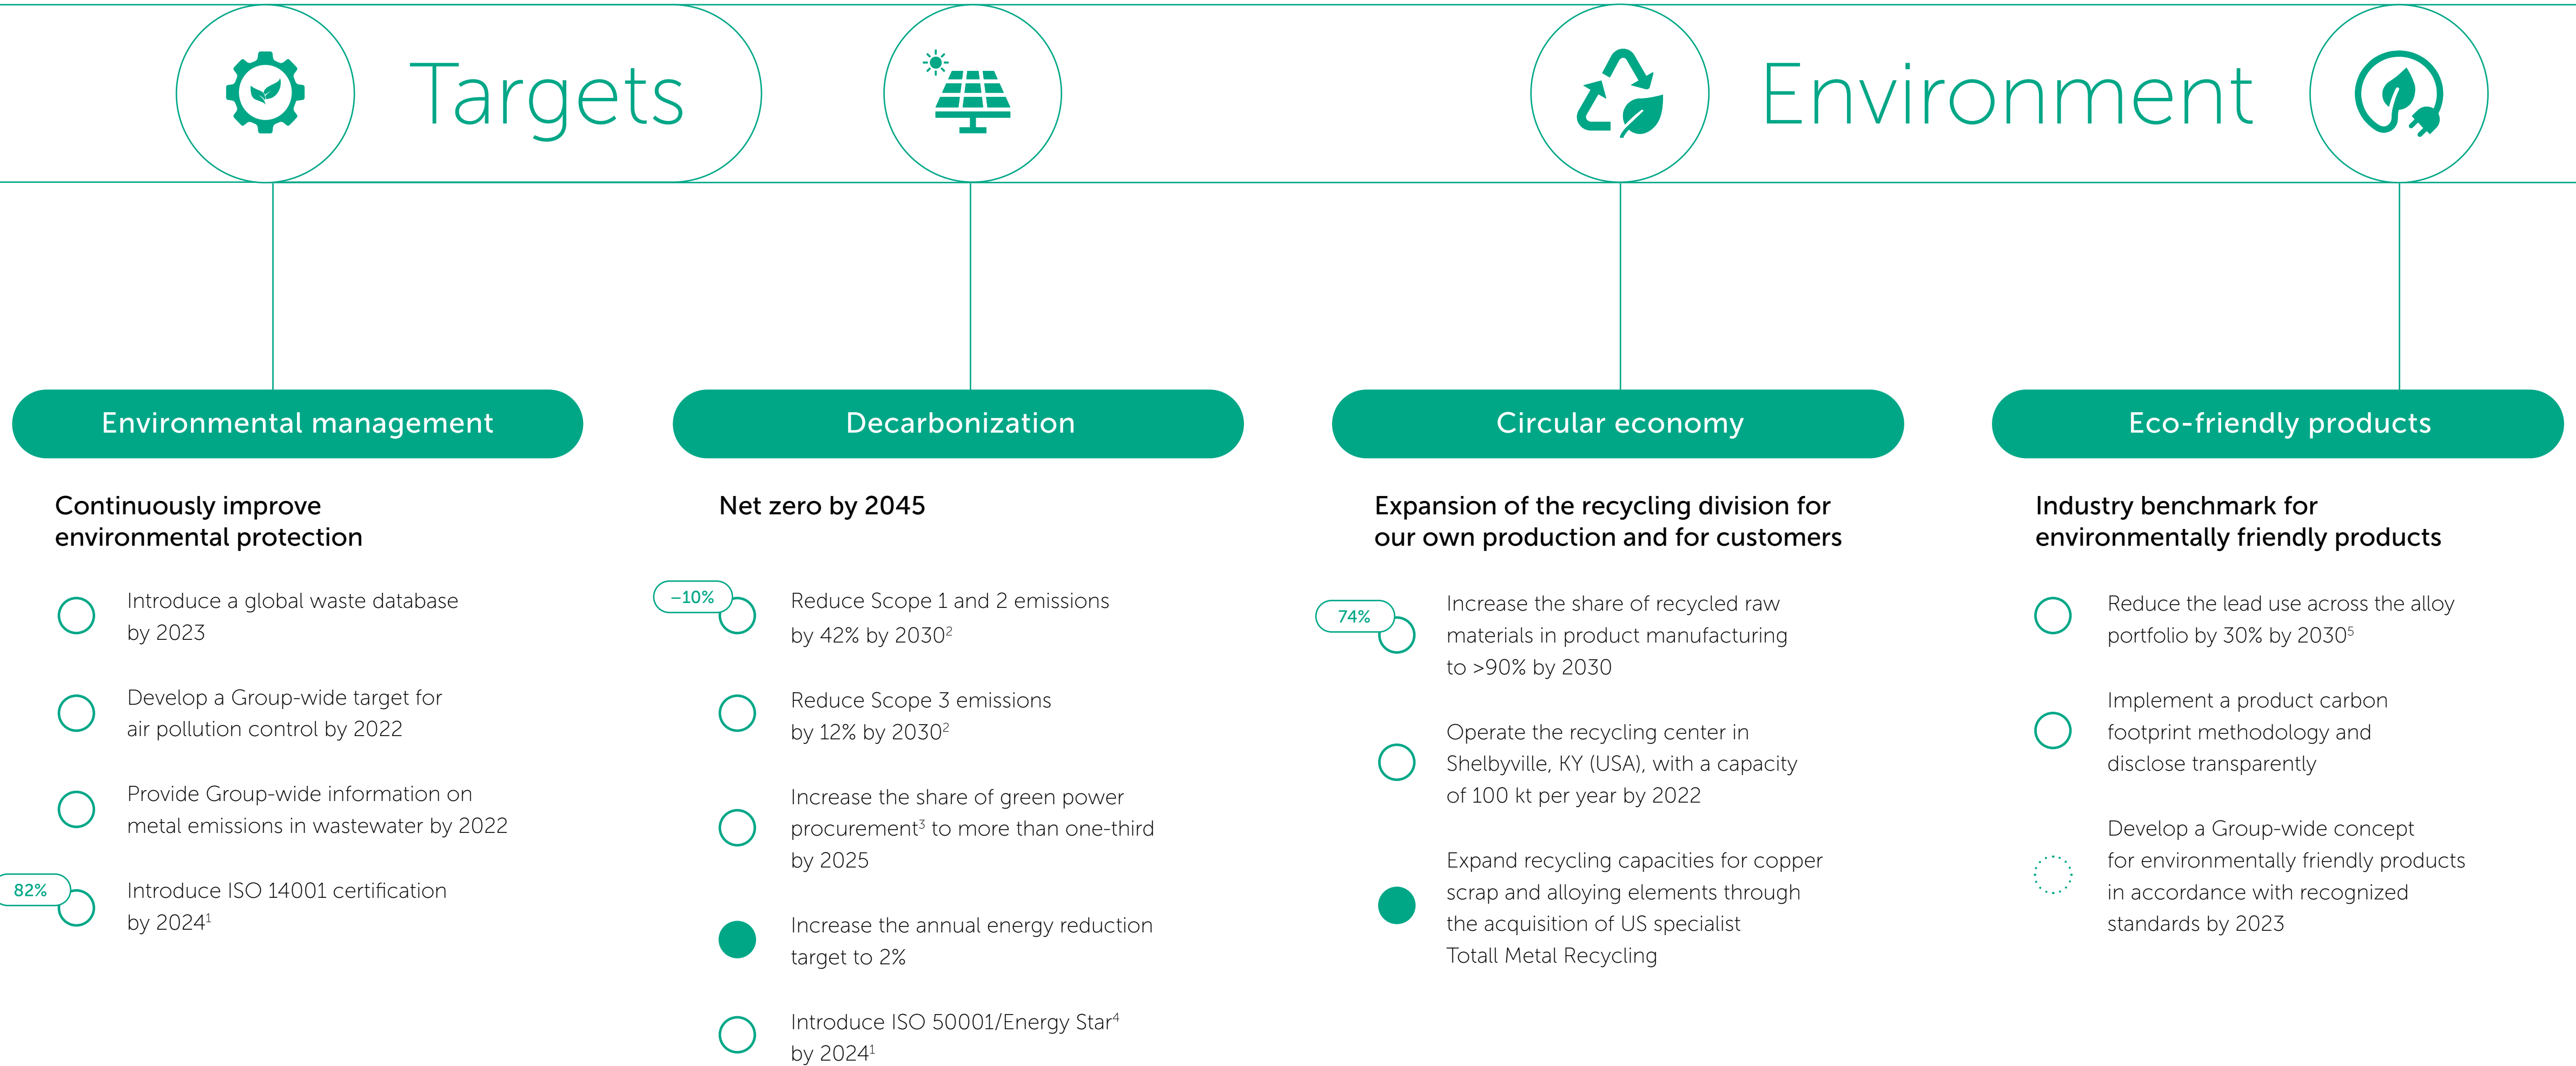 Targets
Environment
Environmental management
Continuously improve
environmental protection
Introduce a global waste database
by 2023
Develop a Group-wide target for
air pollution control by 2022
Provide Group-wide information on
metal emissions in wastewater by 2022
82%
Introduce ISO 14001 certification
by 2024¹
Decarbonization
Net zero by 2045
–10%
Reduce Scope 1 and 2 emissions
by 42% by 2030²
Reduce Scope 3 emissions
by 12% by 2030²
Increase the share of green power
procurement³ to more than one-third
by 2025
Increase the annual energy reduction
target to 2%
Introduce ISO 50001/Energy Star⁴
by 2024¹
Circular economy
Expansion of the recycling division for
our own production and for customers
74%
Increase the share of recycled raw
materials in product manufacturing
to >90% by 2030
Operate the recycling center in
Shelbyville, KY (USA), with a capacity
of 100 kt per year by 2022
Expand recycling capacities for copper
scrap and alloying elements through
the acquisition of US specialist
Totall Metal Recycling
Eco-friendly products
Industry benchmark for
environmentally friendly products
Reduce the lead use across the alloy
portfolio by 30% by 2030⁵
Implement a product carbon
footprint methodology and
disclose transparently
Develop a Group-wide concept
for environmentally friendly products
in accordance with recognized
standards by 2023